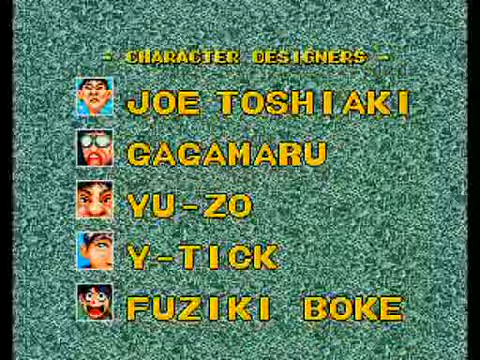 - CHARACTER DESIGNERS -
JOE TOSHIAKI
GAGAMARU
YU-ZO
Y-TICK
FUZIKI BOKE